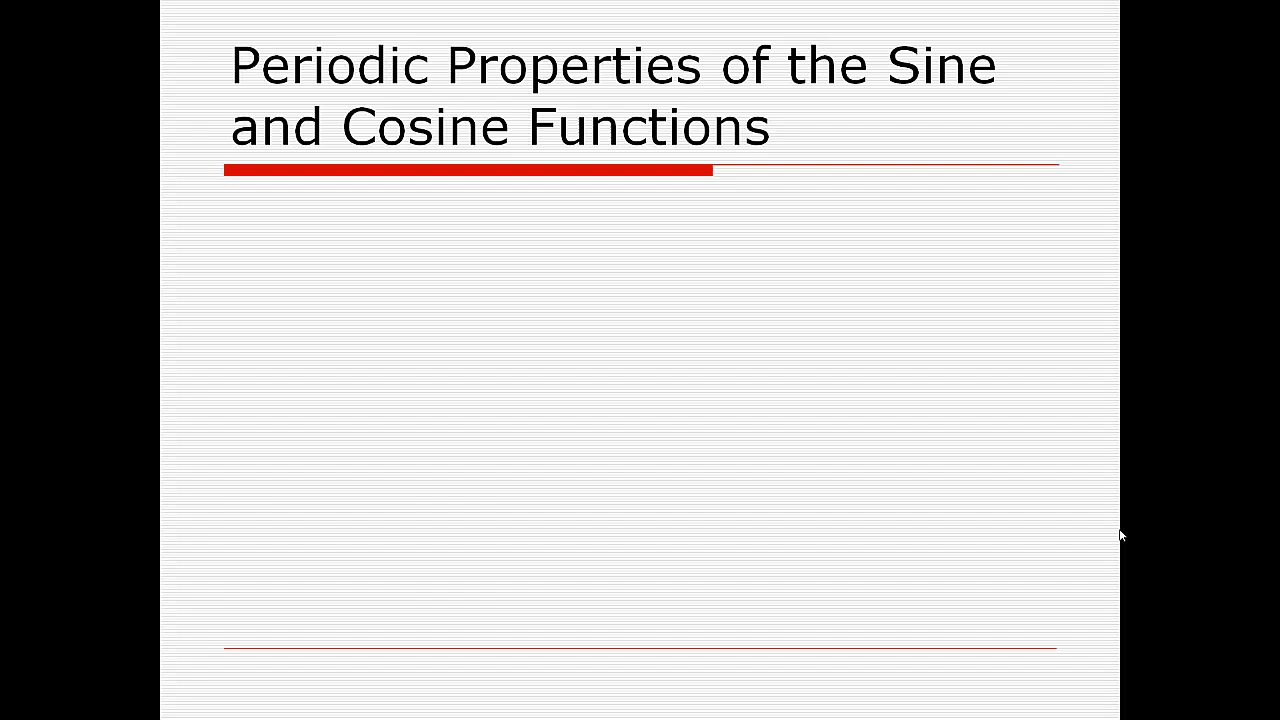 Periodic Properties of the Sine
and Cosine Functions